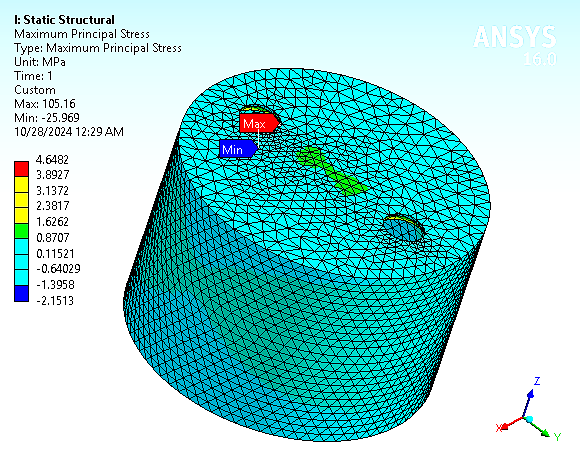 I: Static Structural
Maximum Principal Stress
Type: Maximum Principal Stress
Unit: MPa
Time: 1
Custom
Max: 105.16
Min: -25.969
10/28/2024 12:29 AM
ANSYS
16.0
4.6482
3.8927
3.1372
2.3817
1.6262
0.8707
0.11521
-0.64029
-1.3958
-2.1513
Max
Min
Z
X
Y